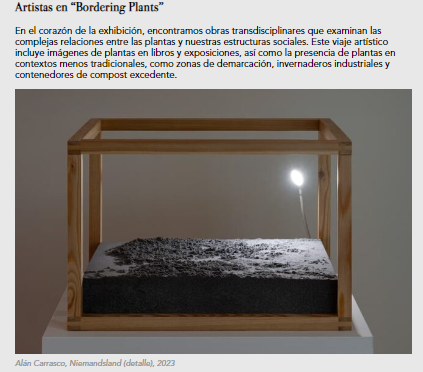 Artistas en “Bordering Plants”
En el corazón de la exhibición, encontramos obras transdisciplinares que examinan las
complejas relaciones entre las plantas y nuestras estructuras sociales. Este viaje artístico
incluye imágenes de plantas en libros y exposiciones, así como la presencia de plantas en
contextos menos tradicionales, como zonas de demarcación, invernaderos industriales y
contenedores de compost excedente.
Alán Carrasco, Niemandsland (detalle), 2023